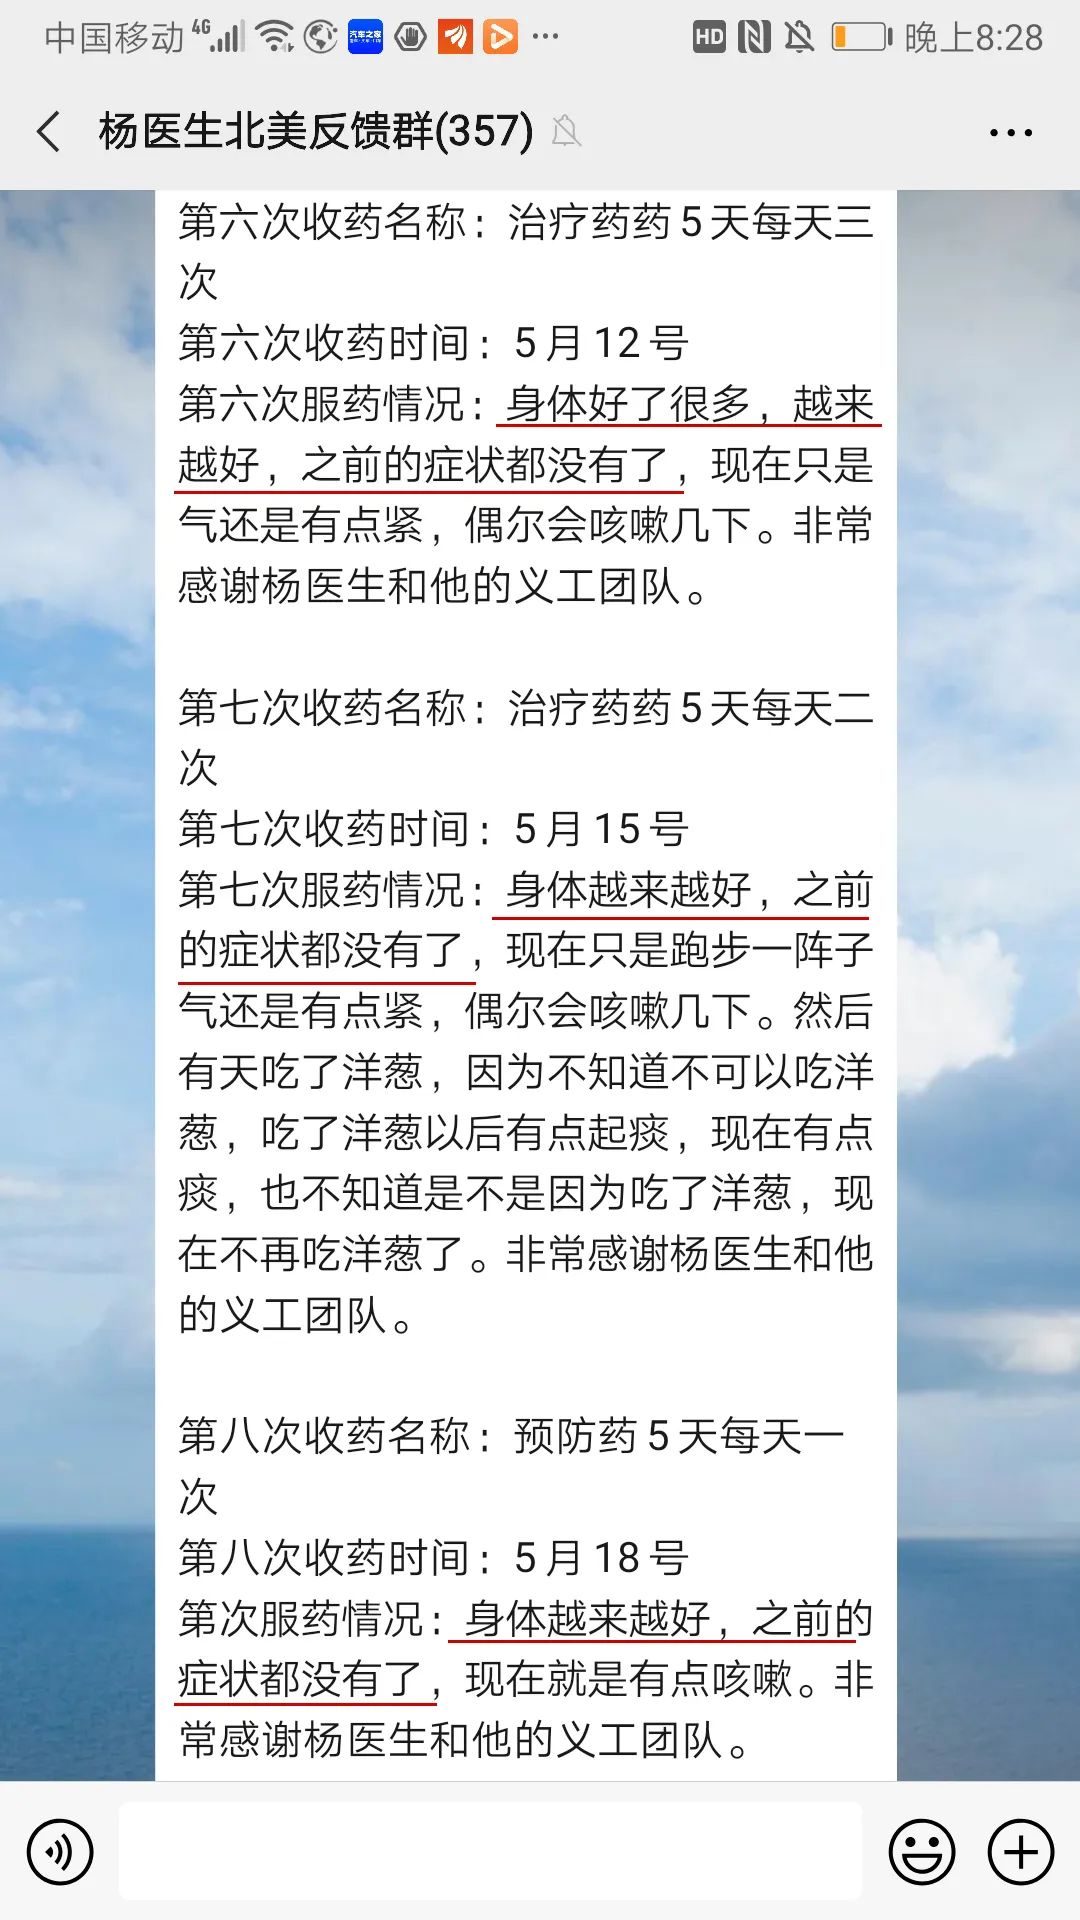 中国移动 4G HD 晚上8:28
汽车之家
杨医生北美反馈群(357)
第六次收药名称：治疗药药5天每天三
次
第六次收药时间：5月12号
第六次服药情况：身体好了很多，越来
越好，之前的症状都没有了，现在只是
气还是有点紧，偶尔会咳嗽几下。非常
感谢杨医生和他的义工团队。
第七次收药名称：治疗药药5天每天二
次
第七次收药时间：5月15号
第七次服药情况：身体越来越好，之前
的症状都没有了，现在只是跑步一阵子
气还是有点紧，偶尔会咳嗽几下。然后
有天吃了洋葱，因为不知道不可以吃洋
葱，吃了洋葱以后有点起痰，现在有点
痰，也不知道是不是因为吃了洋葱，现
在不再吃洋葱了。非常感谢杨医生和他
的义工团队。
第八次收药名称：预防药5天每天一
次
第八次收药时间：5月18号
第次服药情况：身体越来越好，之前的
症状都没有了，现在就是有点咳嗽。非
常感谢杨医生和他的义工团队。